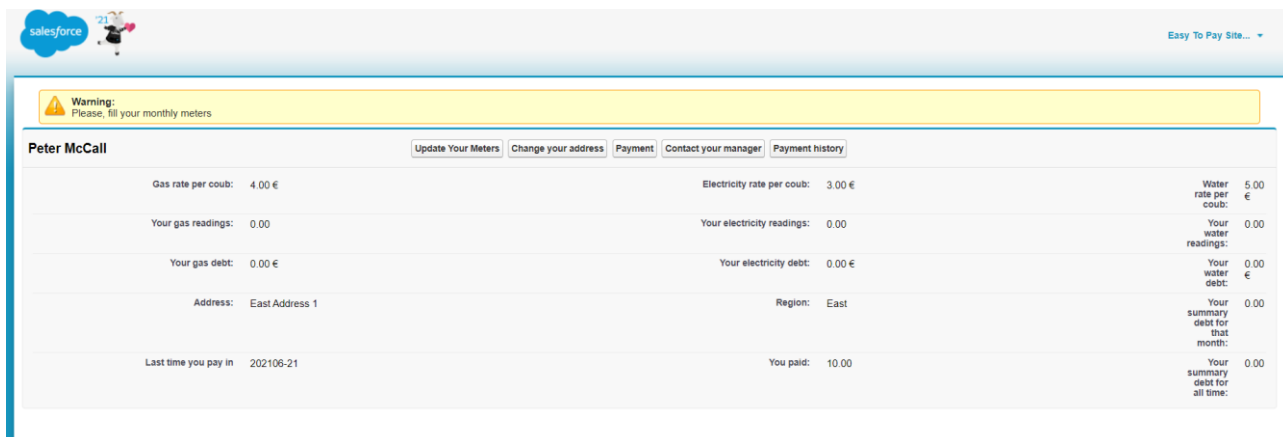 salesforce
'21
Easy To Pay Site...
Warning:
Please, fill your monthly meters
Peter McCall
Update Your Meters Change your address Payment Contact your manager Payment history
Gas rate per coub: 4.00 € Electricity rate per coub: 3.00 € Water rate per coub: 5.00 €
Your gas readings: 0.00 Your electricity readings: 0.00 Your water readings: 0.00
Your gas debt: 0.00 € Your electricity debt: 0.00 € Your water debt: 0.00 €
Address: East Address 1 Region: East Your summary debt for that month: 0.00
Last time you pay in 202106-21 You paid: 10.00 Your summary debt for all time: 0.00